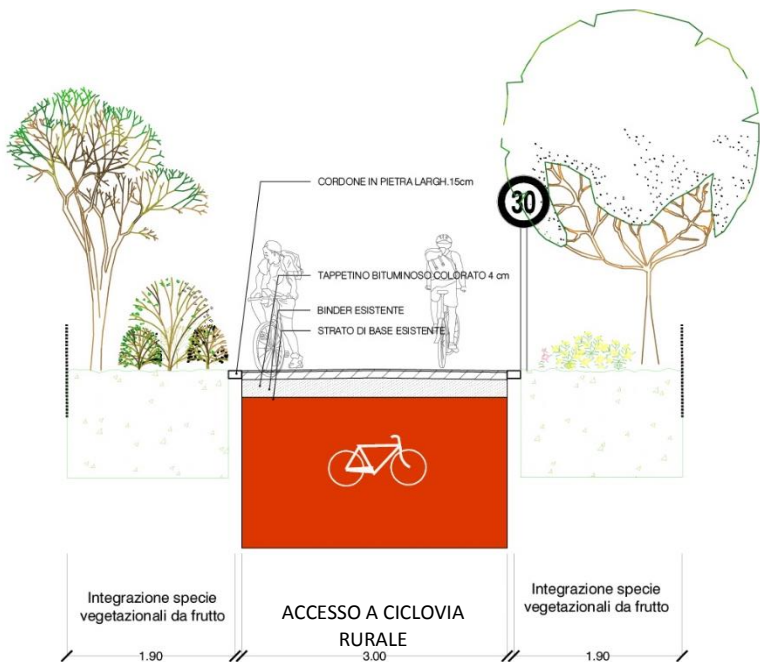 CORDONE IN PIETRA LARGH.15cm
30
TAPPETINO BITUMINOSO COLORATO 4 cm
BINDER ESISTENTE
STRATO DI BASE ESISTENTE
Integrazione specie
vegetazionali da frutto
ACCESSO A CICLOVIA
RURALE
Integrazione specie
vegetazionali da frutto
1.90
3.00
1.90